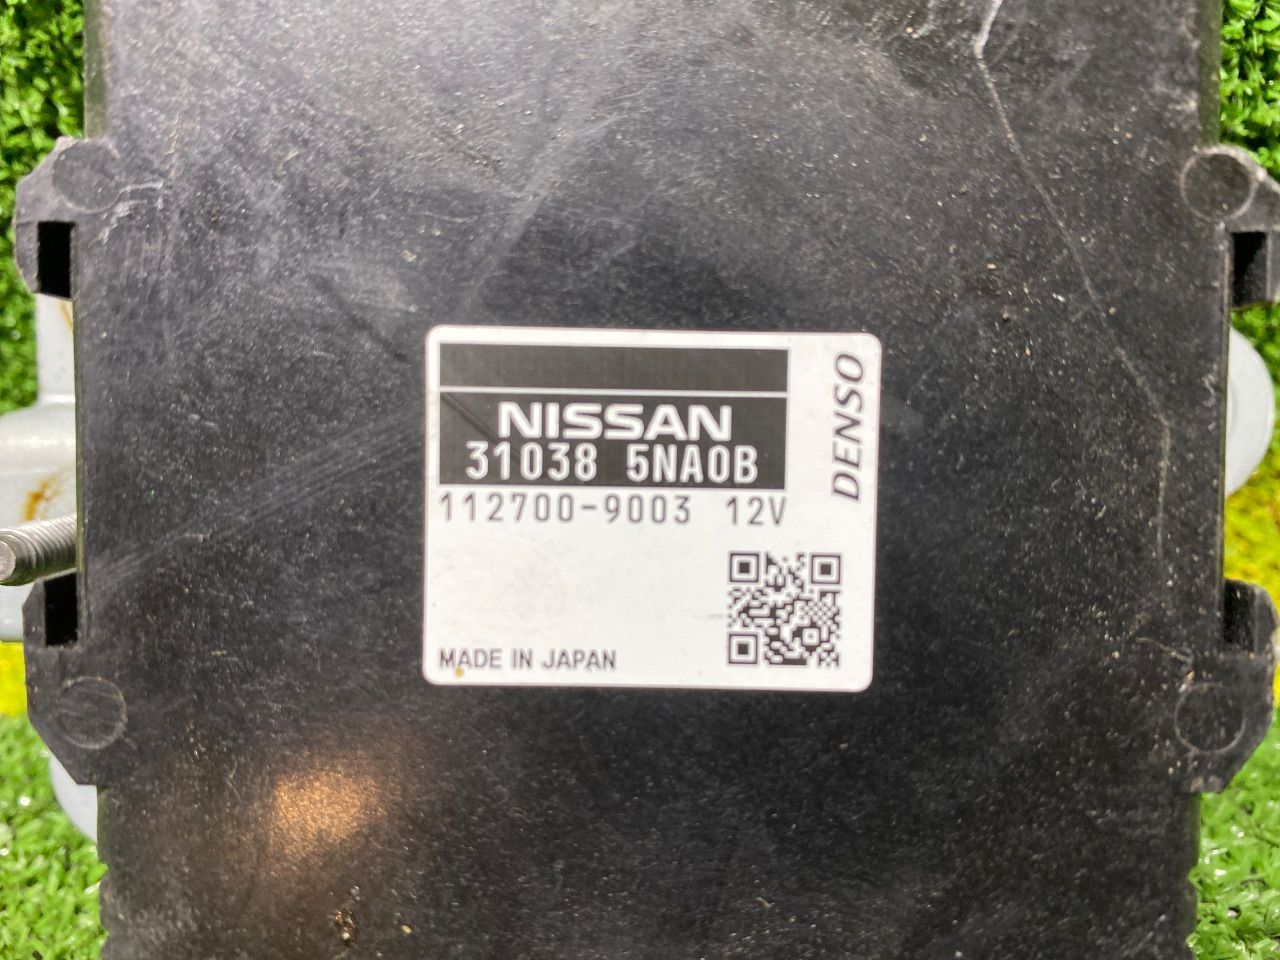 NISSAN
31038 5NA0B
112700-9003 12V
DENSO
MADE IN JAPAN